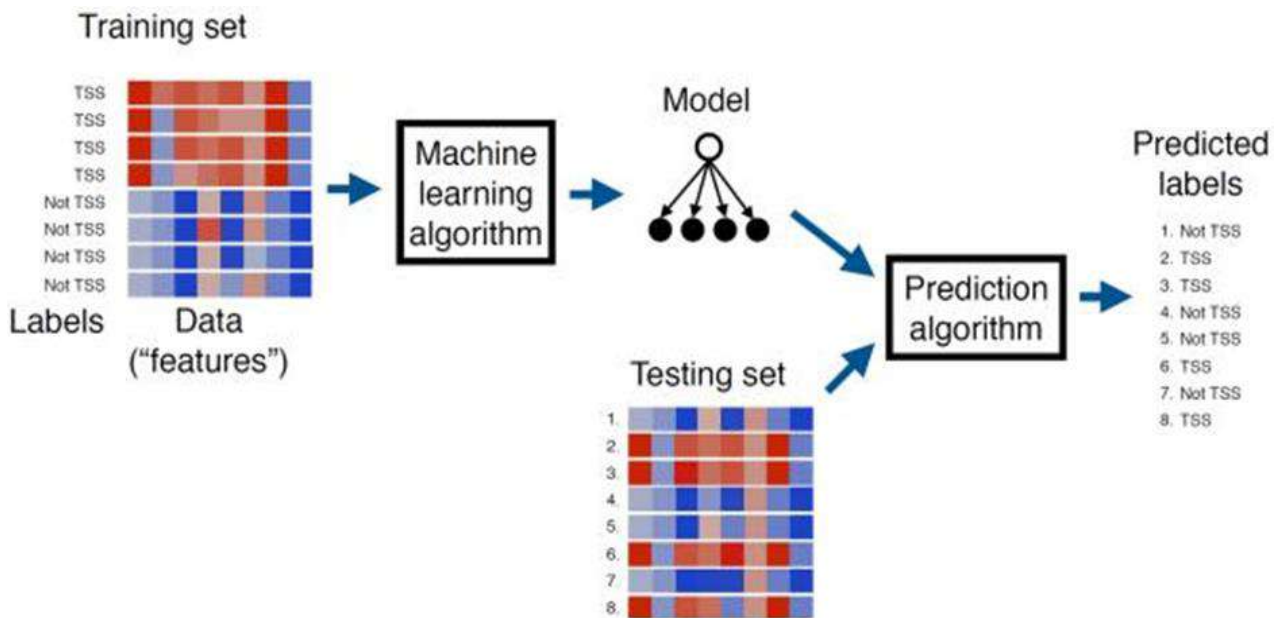 Training set
TSS
TSS
TSS
TSS
Not TSS
Not TSS
Not TSS
Not TSS
Labels
Data
(“features”)
Machine
learning
algorithm
Model
Testing set
1.
2.
3.
4.
5.
6.
7
8.
Prediction
algorithm
Predicted
labels
1. Not TSS
2. TSS
3. TSS
4. Not TSS
5. Not TSS
6. TSS
7. Not TSS
8. TSS